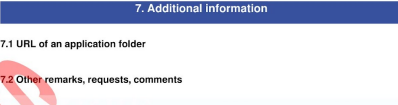 7. Additional information
7.1 URL of an application folder
7.2 Other remarks, requests, comments